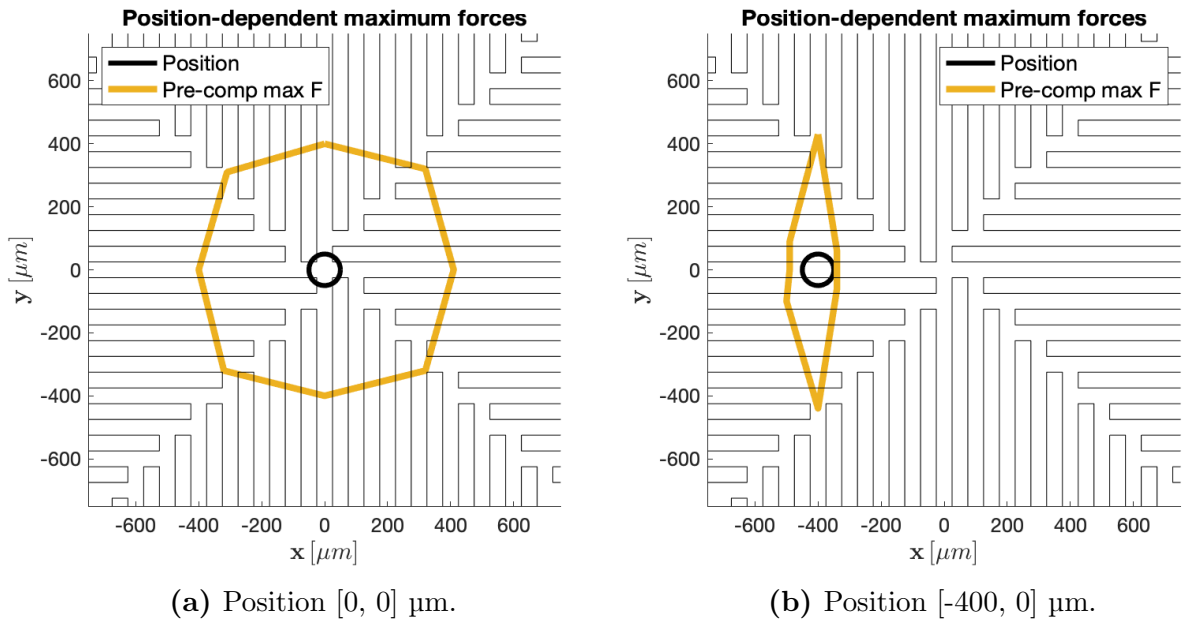 Position-dependent maximum forces
Position
Pre-comp max F
y [μm]
600
400
200
0
-200
-400
-600
-600 -400 -200 0 200 400 600
x [μm]
(a) Position [0, 0] µm.
Position-dependent maximum forces
Position
Pre-comp max F
y [μm]
600
400
200
0
-200
-400
-600
-600 -400 -200 0 200 400 600
x [μm]
(b) Position [-400, 0] µm.